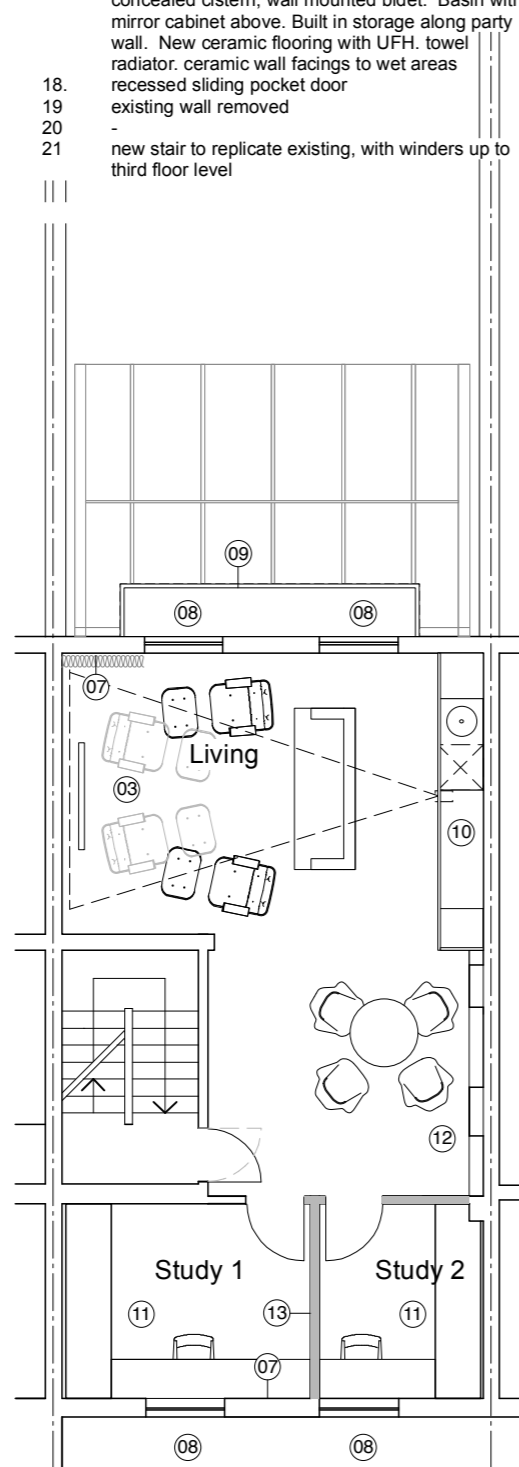 concealed cistern, wall mounted bidet. Basin with
mirror cabinet above. Built in storage along party
wall. New ceramic flooring with UFH. towel
radiator. ceramic wall facings to wet areas
18. recessed sliding pocket door
19 existing wall removed
20 -
21 new stair to replicate existing, with winders up to
third floor level
09
08 08
07
Living
03
10
12
Study 1 Study 2
11 13 11
07
08 08